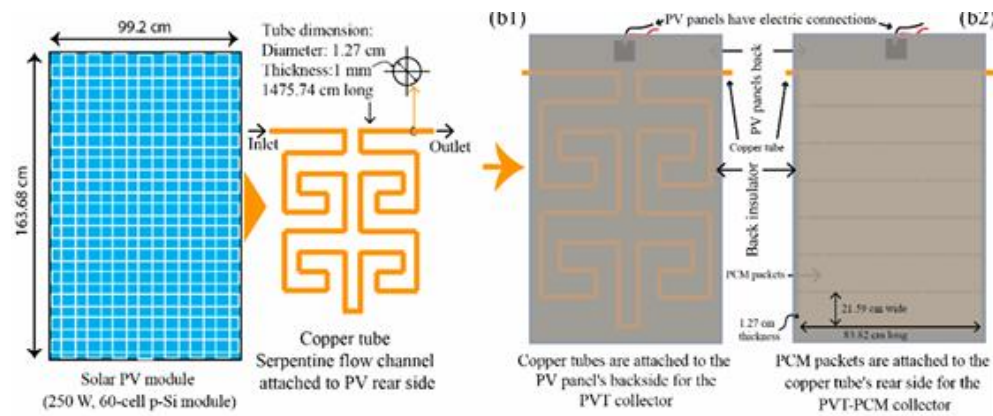 99.2 cm
163.68 cm
Solar PV module
(250 W, 60-cell p-Si module)
Tube dimension:
Diameter: 1.27 cm
Thickness:1 mm
1475.74 cm long
Inlet
Outlet
Copper tube
Serpentine flow channel
attached to PV rear side
(b1)
PV panels have electric connections
(b2)
PV panels back
Copper tube
Back insulator
PCM packets
21.59 cm wide
1.27 cm
thickness
83.82 cm long
Copper tubes are attached to the
PV panel's backside for the
PVT collector
PCM packets are attached to the
copper tube's rear side for the
PVT-PCM collector